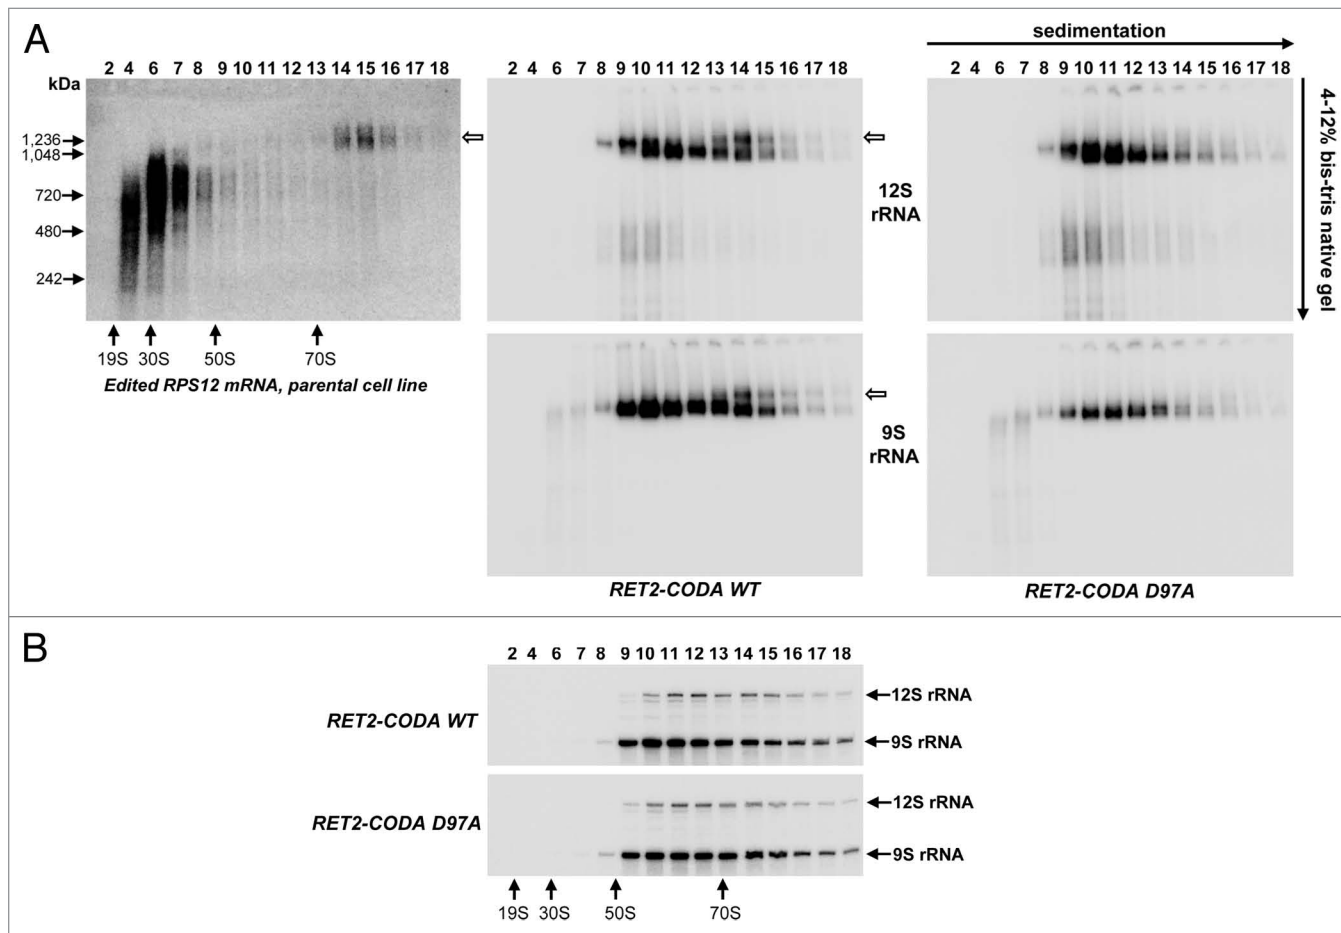 A
sedimentation
2 4 6 7 8 9 10 11 12 13 14 15 16 17 18
2 4 6 7 8 9 10 11 12 13 14 15 16 17 18
2 4 6 7 8 9 10 11 12 13 14 15 16 17 18
kDa
1,236
1,048
720
480
242
19S 30S 50S 70S
Edited RPS12 mRNA, parental cell line
12S
rRNA
4-12% bis-tris native gel
9S
rRNA
RET2-CODA WT
RET2-CODA D97A
B
2 4 6 7 8 9 10 11 12 13 14 15 16 17 18
RET2-CODA WT
12S rRNA
9S rRNA
RET2-CODA D97A
12S rRNA
9S rRNA
19S 30S 50S 70S